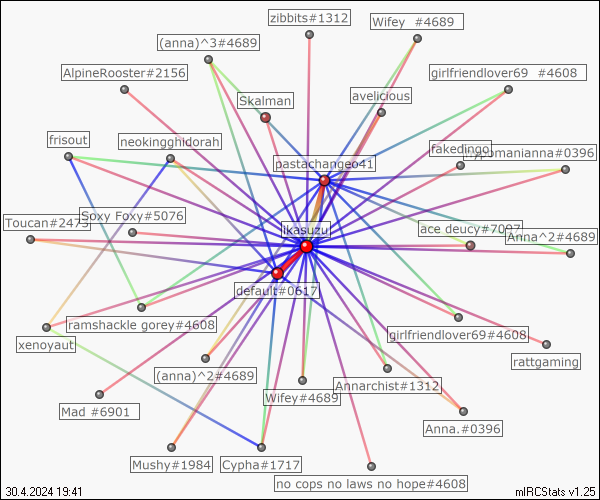 zibbits#1312
Wifey #4689
(anna)^3#4689
AlpineRooster#2156
girlfriendlover69 #4608
Skalman
avelicious
frisout
neokingghidorah
fakedingo
pastachangeo41
omanianna#0396
Toucan#2473
Soxy Foxy#5076
ikasuzu
ace deucy#7097
Anna^2#4689
default#0617
ramshackle gorey#4608
girlfriendlover69#4608
xenoyaut
rattgaming
(anna)^2#4689
Annarchist#1312
Wifey#4689
Mad #6901
Anna.#0396
Mushy#1984
Cypha#1717
no cops no laws no hope#4608
30.4.2024 19:41
mIRCStats v1.25